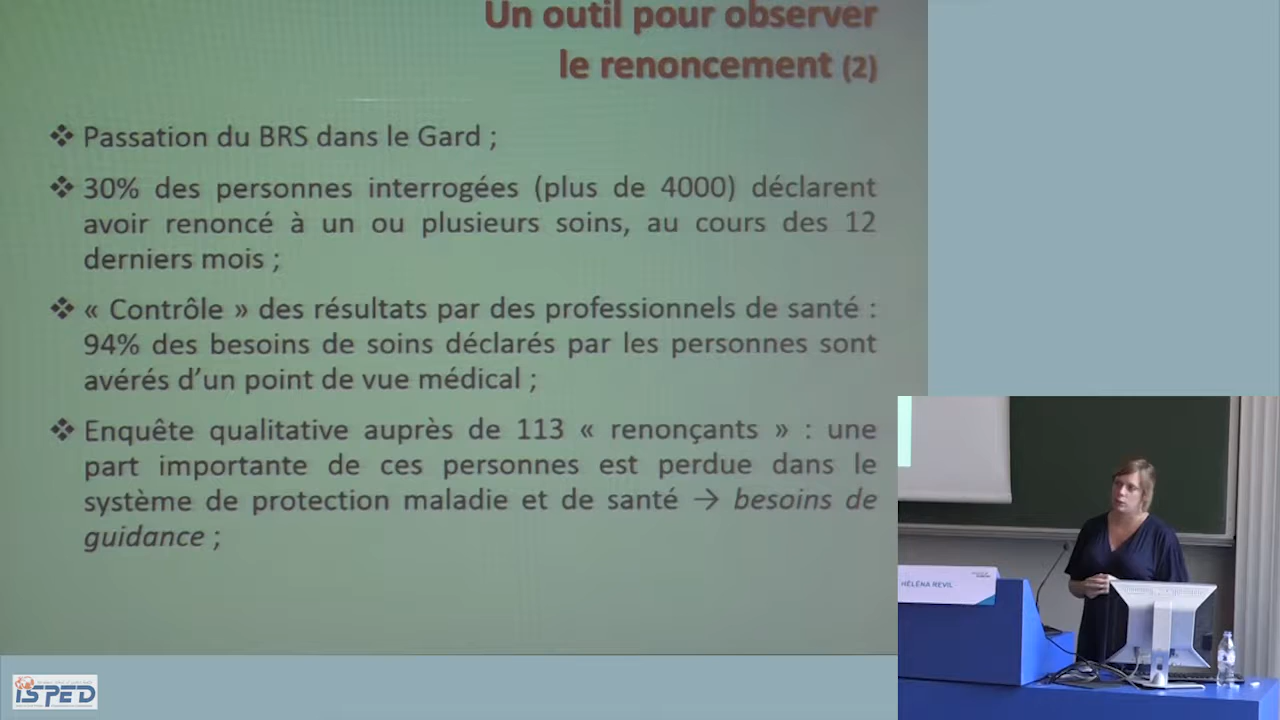 Un outil pour observer
le renoncement (2)
❖ Passation du BRS dans le Gard ;
❖ 30% des personnes interrogées (plus de 4000) déclarent
avoir renoncé à un ou plusieurs soins, au cours des 12
derniers mois ;
❖ « Contrôle » des résultats par des professionnels de santé :
94% des besoins de soins déclarés par les personnes sont
avérés d'un point de vue médical ;
❖ Enquête qualitative auprès de 113 « renonçants » : une
part importante de ces personnes est perdue dans le
système de protection maladie et de santé → besoins de
guidance ;
HÉLÉNA REVIL
ISPED